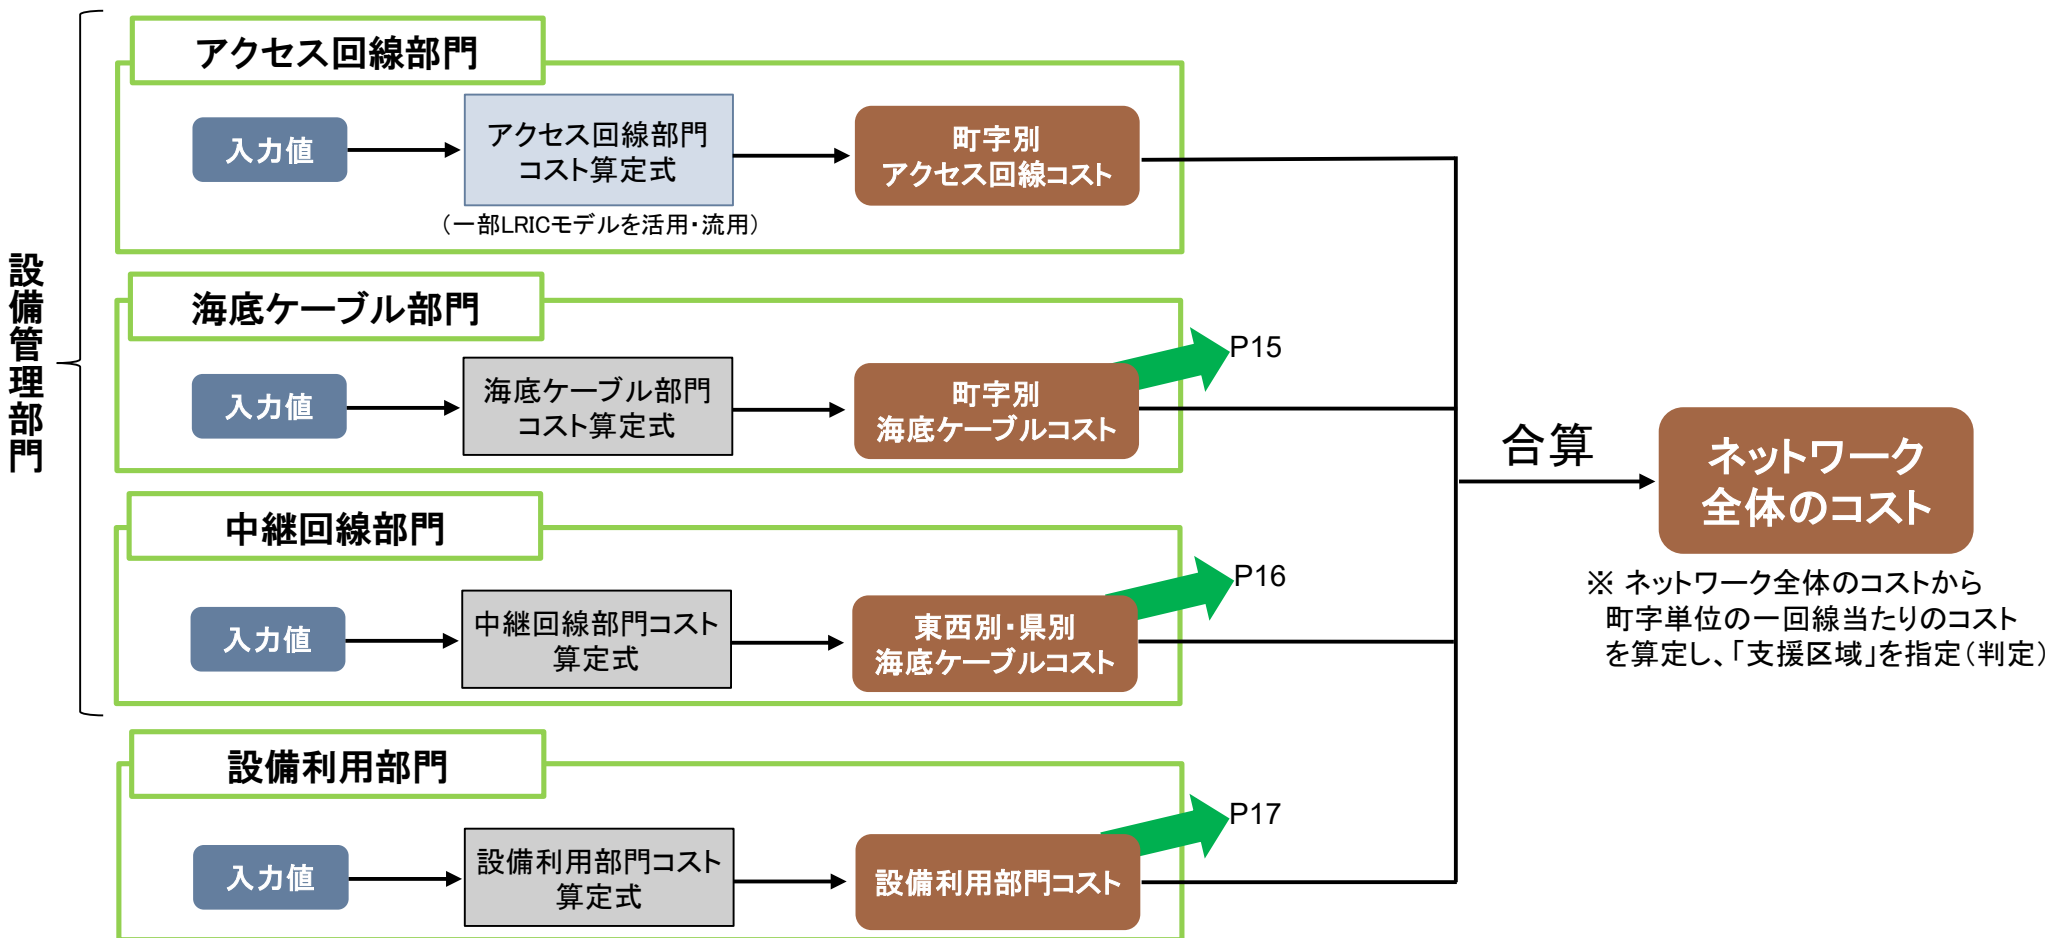 設備管理部門
アクセス回線部門
入力値
アクセス回線部門
コスト算定式
(一部LRICモデルを活用・流用)
町字別
アクセス回線コスト
海底ケーブル部門
入力値
海底ケーブル部門
コスト算定式
町字別
海底ケーブルコスト
P15
中継回線部門
入力値
中継回線部門コスト
算定式
東西別・県別
海底ケーブルコスト
P16
設備利用部門
入力値
設備利用部門コスト
算定式
設備利用部門コスト
P17
合算
ネットワーク
全体のコスト
※ ネットワーク全体のコストから
町字単位の一回線当たりのコスト
を算定し、「支援区域」を指定(判定)